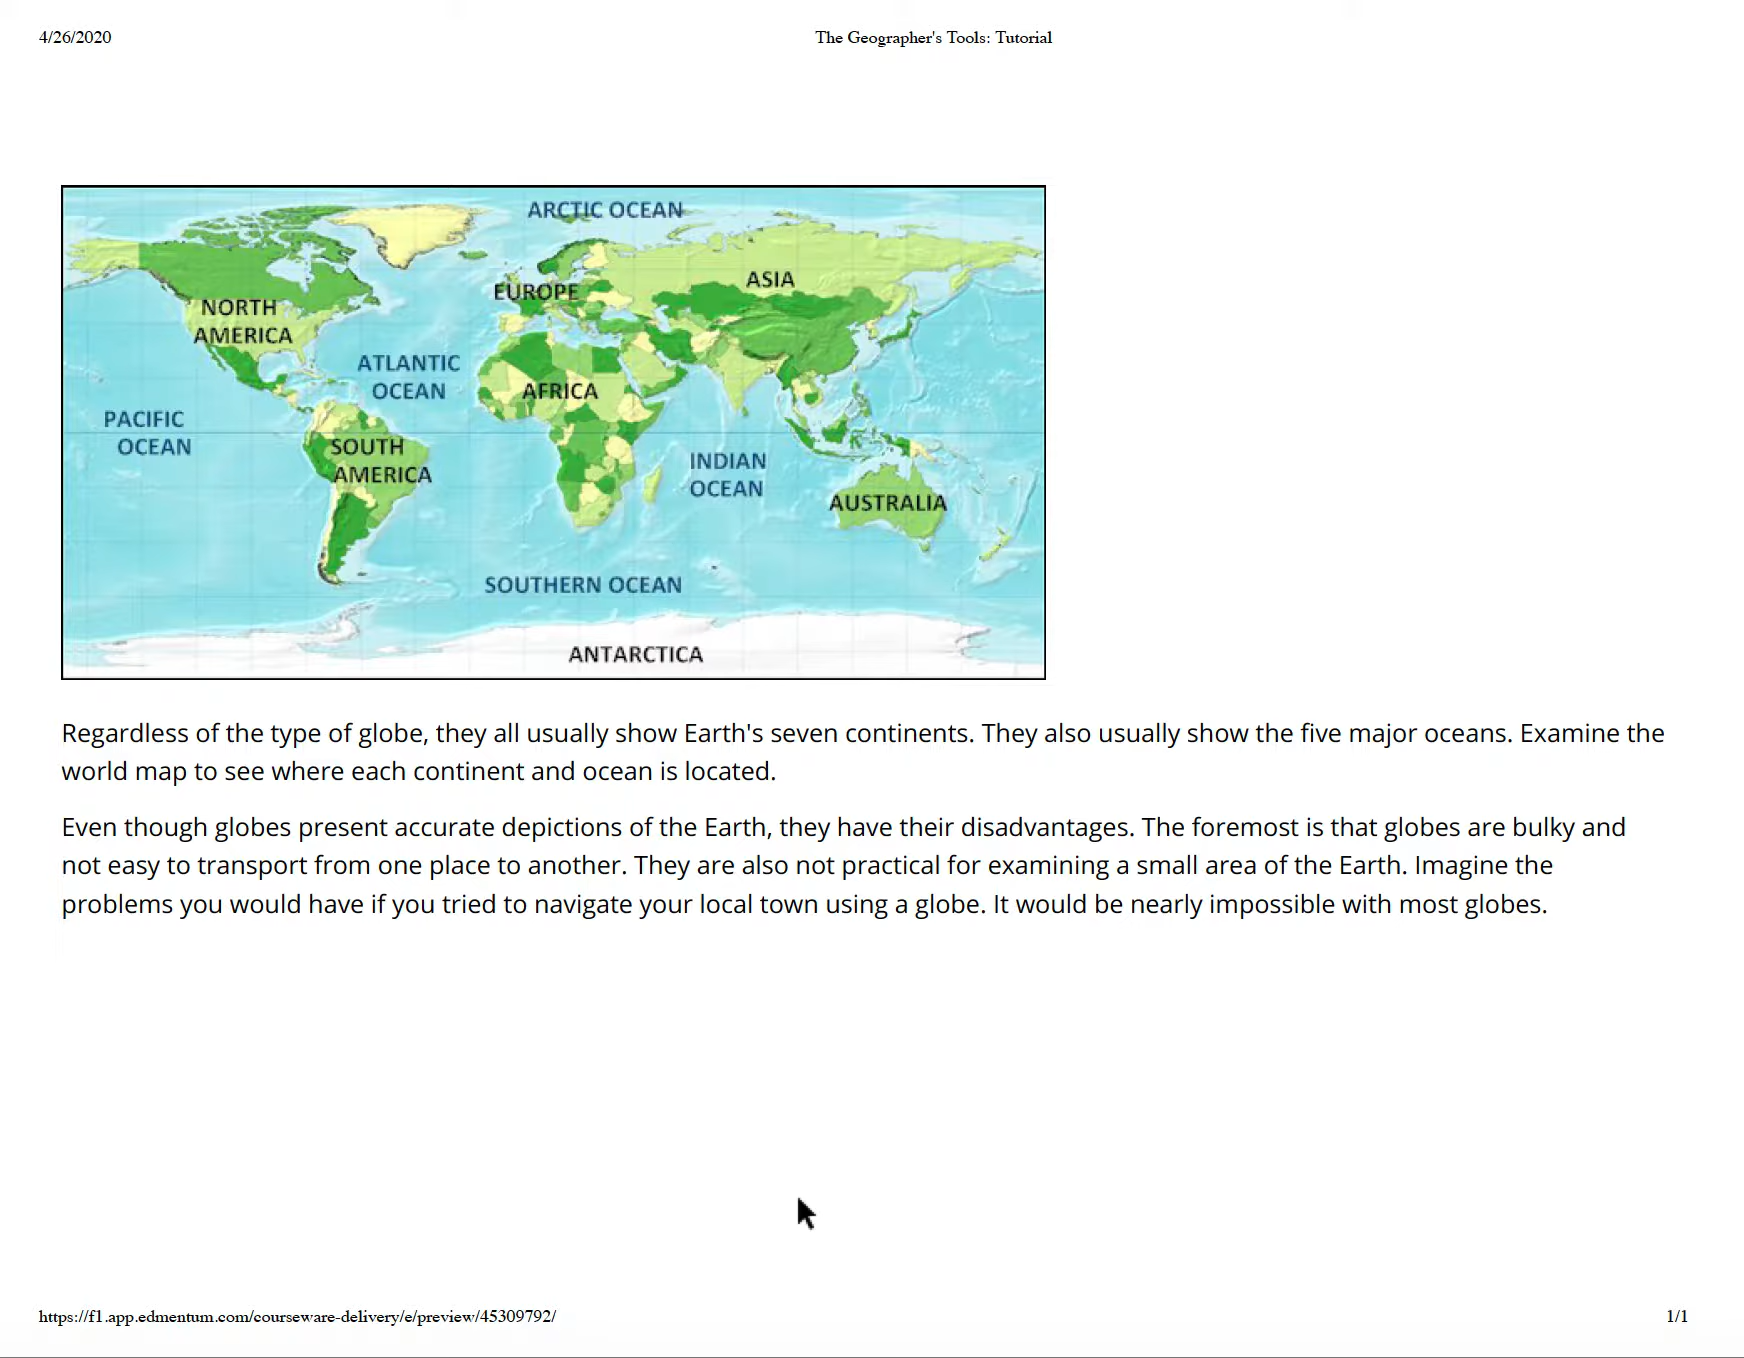 4/26/2020
The Geographer's Tools: Tutorial
ARCTIC OCEAN
NORTH
AMERICA
EUROPE
ASIA
ATLANTIC
OCEAN
AFRICA
PACIFIC
OCEAN
SOUTH
AMERICA
INDIAN
OCEAN
AUSTRALIA
SOUTHERN OCEAN
ANTARCTICA
Regardless of the type of globe, they all usually show Earth's seven continents. They also usually show the five major oceans. Examine the
world map to see where each continent and ocean is located.
Even though globes present accurate depictions of the Earth, they have their disadvantages. The foremost is that globes are bulky and
not easy to transport from one place to another. They are also not practical for examining a small area of the Earth. Imagine the
problems you would have if you tried to navigate your local town using a globe. It would be nearly impossible with most globes.
https://f1.app.edmentum.com/courseware-delivery/e/preview/45309792/
1/1